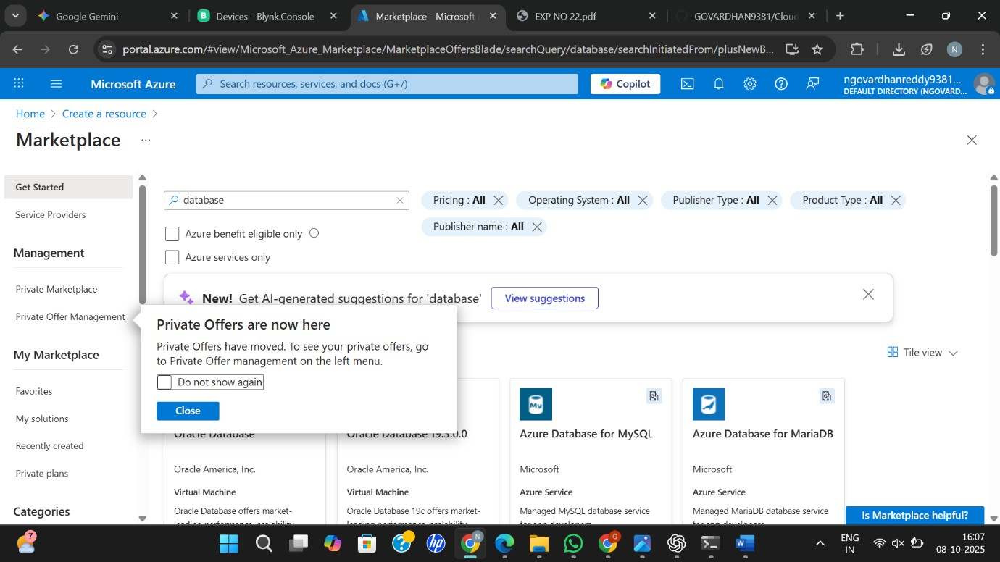 Google Gemini
B Devices - Blynk.Console
Marketplace - Microsoft
EXP NO 22.pdf
GOVARDHAN9381/Cloud
portal.azure.com/#view/Microsoft_Azure_Marketplace/MarketplaceOffersBlade/searchQuery/database/searchInitiatedFrom/plusNewB...
N
Microsoft Azure
Search resources, services, and docs (G+/)
Copilot
ngovardhanreddy9381...
DEFAULT DIRECTORY (NGOVARD...
Home > Create a resource >
Marketplace
...
Get Started
Service Providers
Management
Private Marketplace
Private Offer Management
My Marketplace
Favorites
My solutions
Recently created
Private plans
Categories
database
Pricing : All
Operating System : All
Publisher Type : All
Product Type : All
Publisher name : All
Azure benefit eligible only
Azure services only
New! Get AI-generated suggestions for 'database'
View suggestions
Private Offers are now here
Private Offers have moved. To see your private offers, go
to Private Offer management on the left menu.
Do not show again
Close
Tile view
Oracle Database
Oracle America, Inc.
Virtual Machine
Oracle Database offers market-
leading performance, scalability
Oracle Database 19.3.0.0
Oracle America, Inc.
Virtual Machine
Oracle Database 19c offers market-
leading performance, scalability
My
Azure Database for MySQL
Microsoft
Azure Service
Managed MySQL database service
for app developers
Azure Database for MariaDB
Microsoft
Azure Service
Managed MariaDB database service
for app developers
Is Marketplace helpful?
7
hp
N
G
W
ENG
IN
16:07
08-10-2025